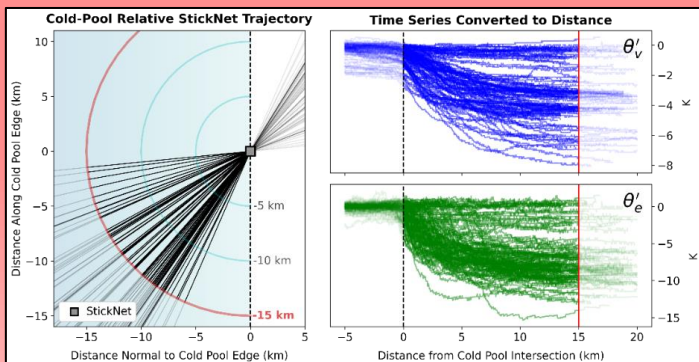 Cold-Pool Relative StickNet Trajectory
Distance Along Cold Pool Edge (km)
10
5
0
−5
−10
−15
-5 km
-10 km
-15 km
StickNet
−15
−10
−5
0
5
Distance Normal to Cold Pool Edge (km)
Time Series Converted to Distance
θ′v
0
−2
−4
−6
−8
K
θ′e
0
−5
−10
−15
K
−5
0
5
10
15
20
Distance from Cold Pool Intersection (km)